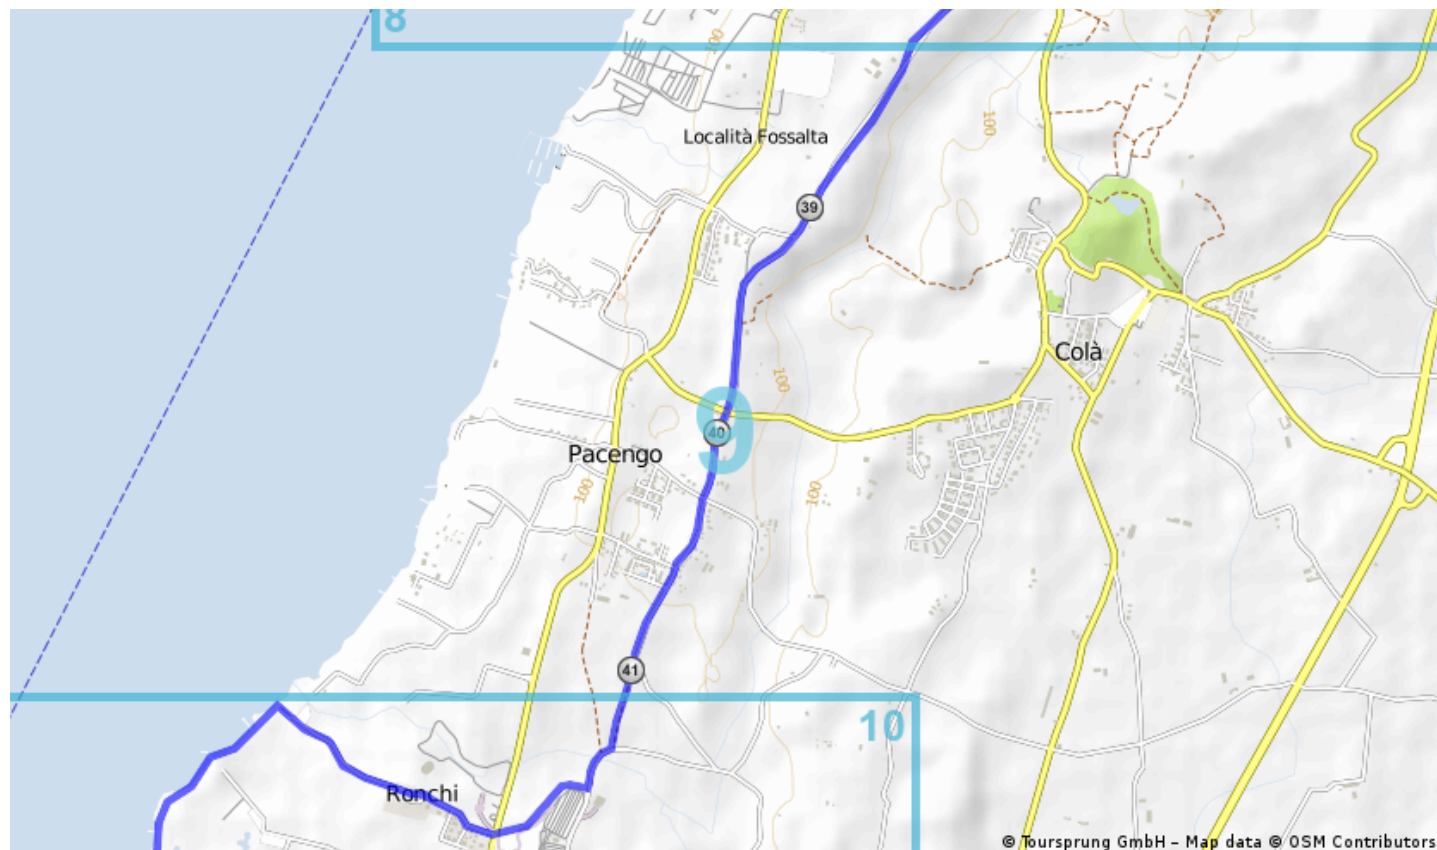 8
100
Località Fossalta
100
39
Colà
100
9
40
Pacengo
100
100
41
10
Ronchi
© Toursprung GmbH – Map data © OSM Contributors